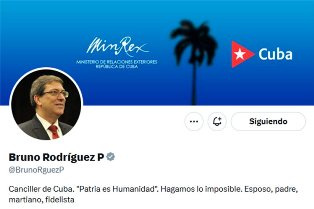 MinRex
MINISTERIO DE RELACIONES EXTERIORES
REPÚBLICA DE CUBA
Cuba
Siguiendo
Bruno Rodríguez P
@BrunoRguezP
Canciller de Cuba. "Patria es Humanidad". Hagamos lo imposible. Esposo, padre,
martiano, fidelista